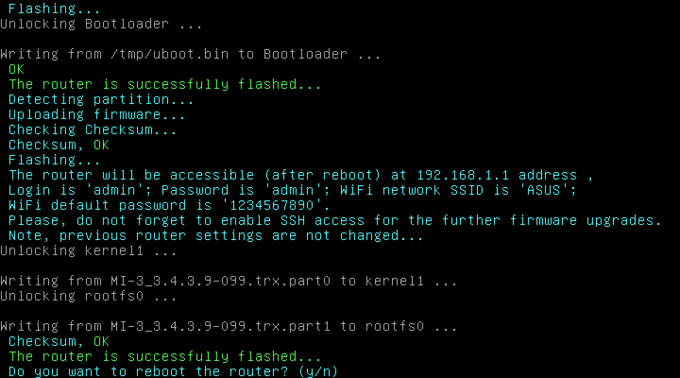 Flashing...
Unlocking Bootloader ...
Writing from /tmp/uboot.bin to Bootloader ...
OK
The router is successfully flashed...
Detecting partition...
Uploading firmware...
Checking Checksum...
Checksum, OK
Flashing...
The router will be accessible (after reboot) at 192.168.1.1 address ,
Login is 'admin'; Password is 'admin'; WiFi network SSID is 'ASUS';
WiFi default password is '1234567890'.
Please, do not forget to enable SSH access for the further firmware upgrades.
Note, previous router settings are not changed...
Unlocking kernel1 ...
Writing from MI-3_3.4.3.9-099.trx.part0 to kernel1 ...
Unlocking rootfs0 ...
Writing from MI-3_3.4.3.9-099.trx.part1 to rootfs0 ...
Checksum, OK
The router is successfully flashed...
Do you want to reboot the router? (y/n)